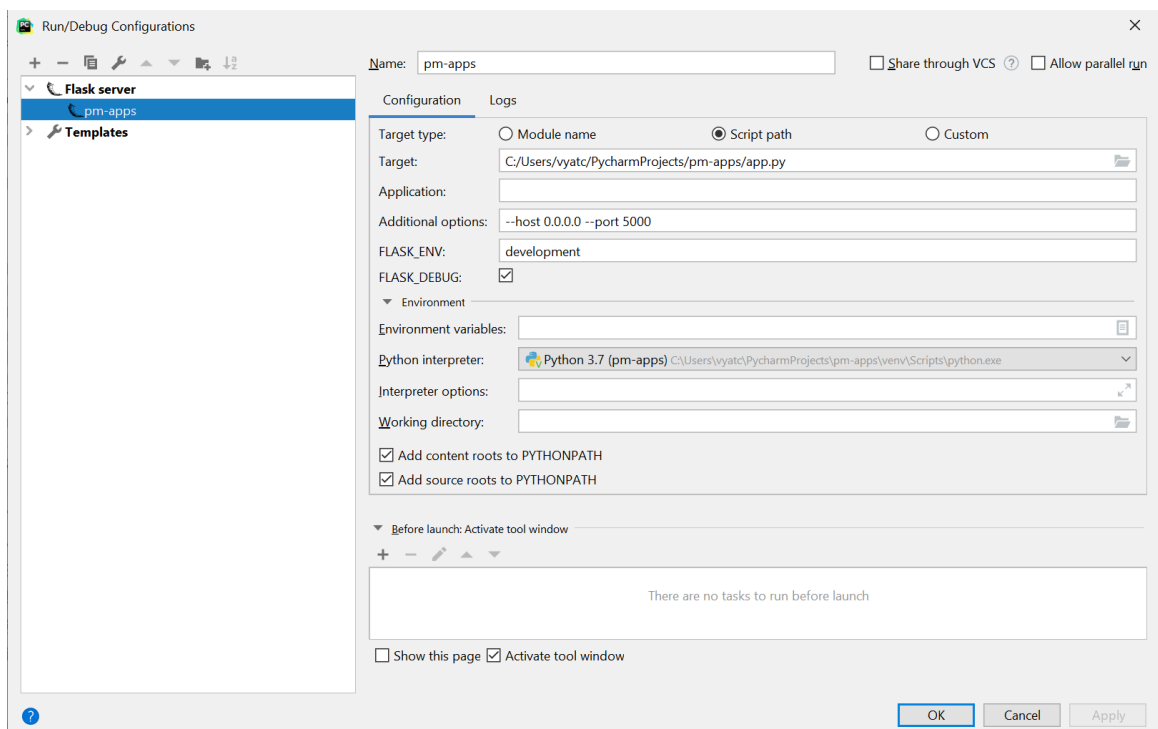 Run/Debug Configurations
Name: pm-apps Share through VCS ? Allow parallel run
Flask server
pm-apps
Templates
Configuration Logs
Target type: Module name Script path Custom
Target: C:/Users/vyatc/PycharmProjects/pm-apps/app.py
Application:
Additional options: --host 0.0.0.0 --port 5000
FLASK_ENV: development
FLASK_DEBUG:
Environment
Environment variables:
Python interpreter: Python 3.7 (pm-apps) C:\Users\vyatc\PycharmProjects\pm-apps\venv\Scripts\python.exe
Interpreter options:
Working directory:
Add content roots to PYTHONPATH
Add source roots to PYTHONPATH
Before launch: Activate tool window
There are no tasks to run before launch
Show this page Activate tool window
? OK Cancel Apply